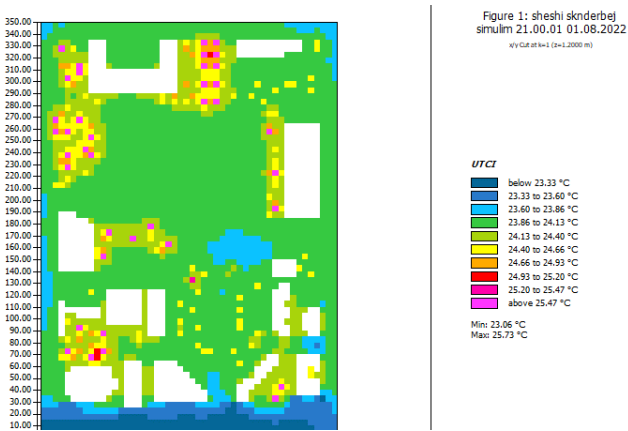 350.00
340.00
330.00
320.00
310.00
300.00
290.00
280.00
270.00
260.00
250.00
240.00
230.00
220.00
210.00
200.00
190.00
180.00
170.00
160.00
150.00
140.00
130.00
120.00
110.00
100.00
90.00
80.00
70.00
60.00
50.00
40.00
30.00
20.00
10.00
Figure 1: sheshi sknderbej
simulim 21.00.01 01.08.2022
x/y Cut at k=1 (z=1.2000 m)
UTCI
below 23.33 °C
23.33 to 23.60 °C
23.60 to 23.86 °C
23.86 to 24.13 °C
24.13 to 24.40 °C
24.40 to 24.66 °C
24.66 to 24.93 °C
24.93 to 25.20 °C
25.20 to 25.47 °C
above 25.47 °C
Min: 23.06 °C
Max: 25.73 °C